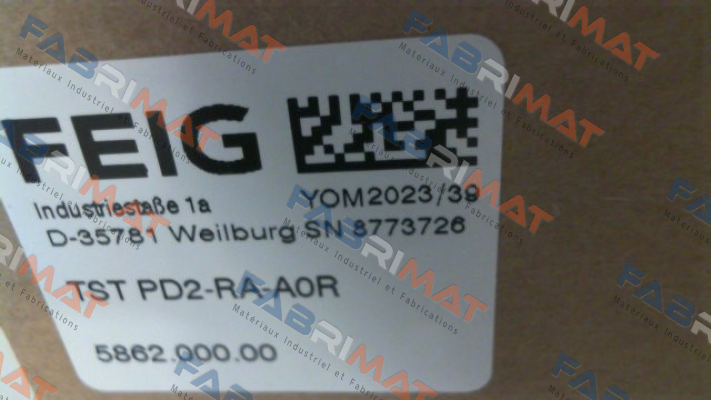 FEIG
Industriestaße 1a
D-35781 Weilburg
YOM2023/39
SN 8773726
TST PD2-RA-A0R
5862.000.00
FABRIMAT
Materiaux Industriel et Fabrications